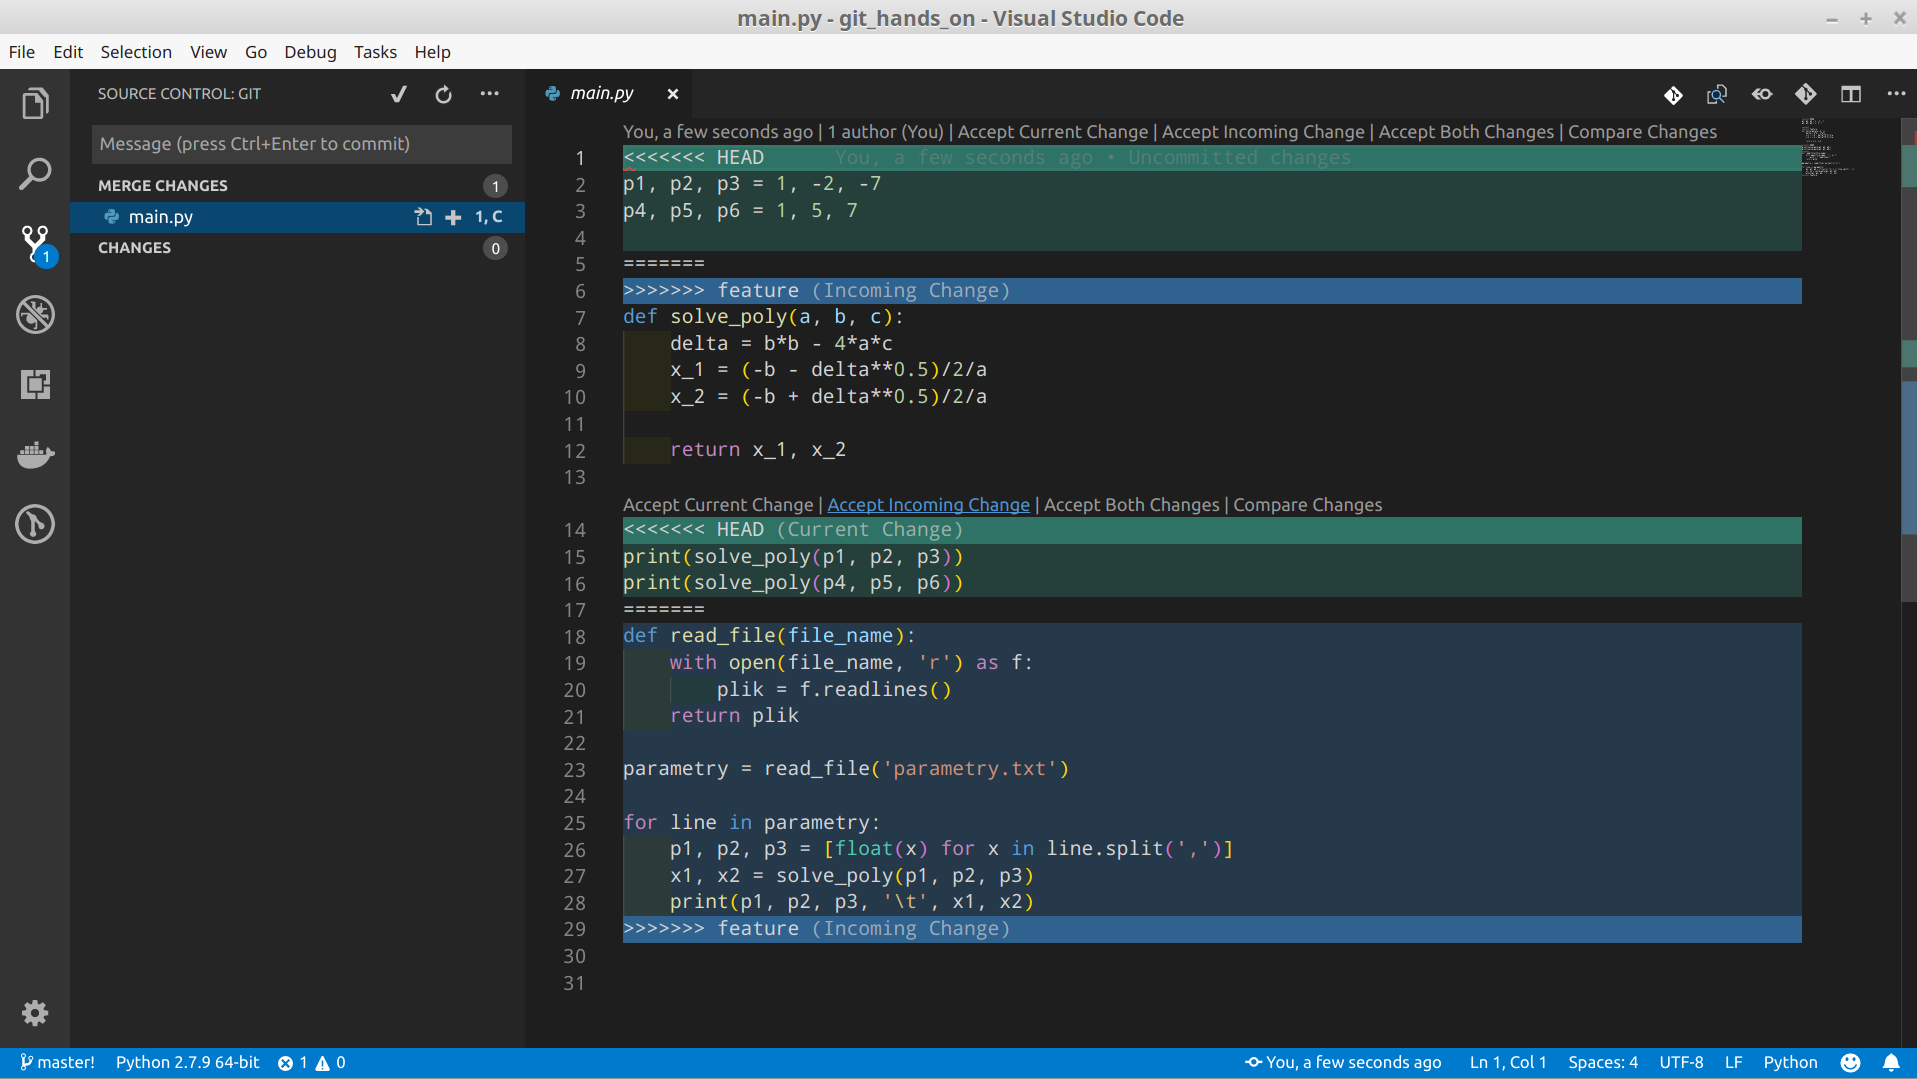 main.py - git_hands_on - Visual Studio Code
File Edit Selection View Go Debug Tasks Help
SOURCE CONTROL: GIT
Message (press Ctrl+Enter to commit)
MERGE CHANGES 1
main.py 1, C
CHANGES 0
1
main.py
You, a few seconds ago | 1 author (You) | Accept Current Change | Accept Incoming Change | Accept Both Changes | Compare Changes
1 <<<<<<< HEAD You, a few seconds ago • Uncommitted changes
2 p1, p2, p3 = 1, -2, -7
3 p4, p5, p6 = 1, 5, 7
4
5 =======
6 >>>>>>> feature (Incoming Change)
7 def solve_poly(a, b, c):
8     delta = b*b - 4*a*c
9     x_1 = (-b - delta**0.5)/2/a
10     x_2 = (-b + delta**0.5)/2/a
11
12     return x_1, x_2
13
Accept Current Change | Accept Incoming Change | Accept Both Changes | Compare Changes
14 <<<<<<< HEAD (Current Change)
15 print(solve_poly(p1, p2, p3))
16 print(solve_poly(p4, p5, p6))
17 =======
18 def read_file(file_name):
19     with open(file_name, 'r') as f:
20         plik = f.readlines()
21     return plik
22
23 parametry = read_file('parametry.txt')
24
25 for line in parametry:
26     p1, p2, p3 = [float(x) for x in line.split(',')]
27     x1, x2 = solve_poly(p1, p2, p3)
28     print(p1, p2, p3, '\t', x1, x2)
29 >>>>>>> feature (Incoming Change)
30
31
master! Python 2.7.9 64-bit 1 0 You, a few seconds ago Ln 1, Col 1 Spaces: 4 UTF-8 LF Python